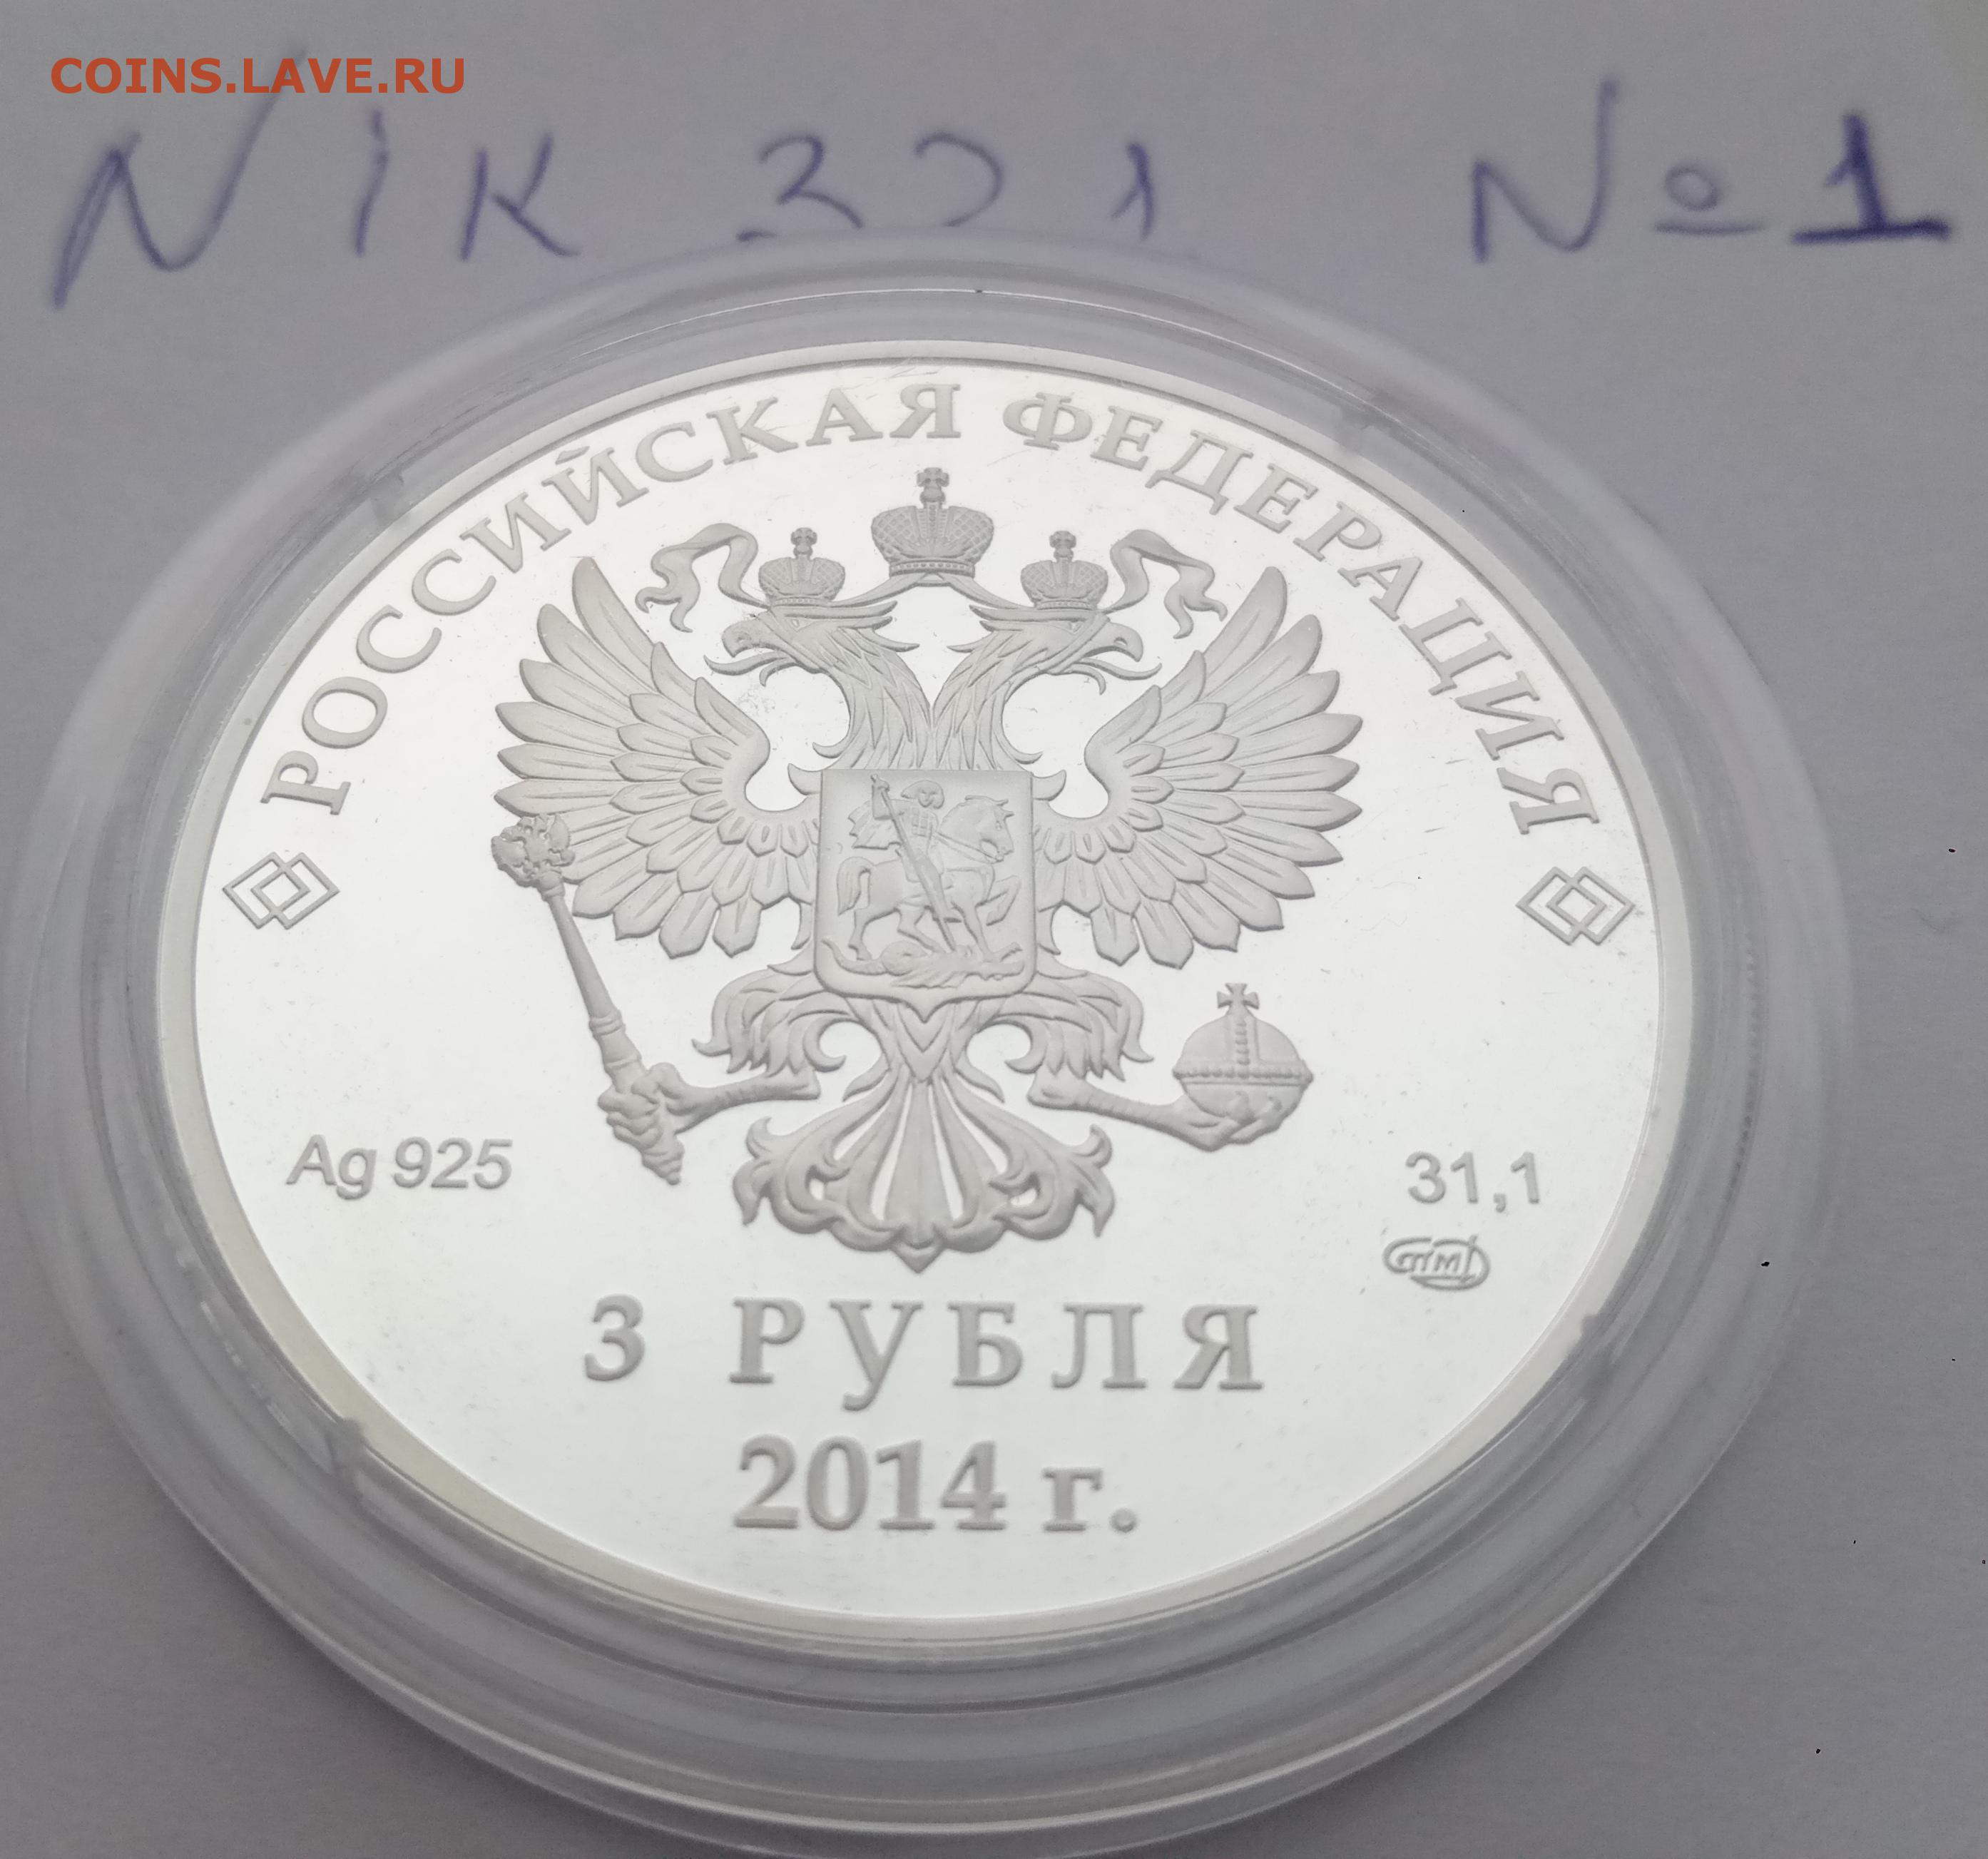 COINS.LAVE.RU
Nik 321 №1
РОССИЙСКАЯ ФЕДЕРАЦИЯ
Ag 925
31,1
СПМД
3 РУБЛЯ
2014 г.